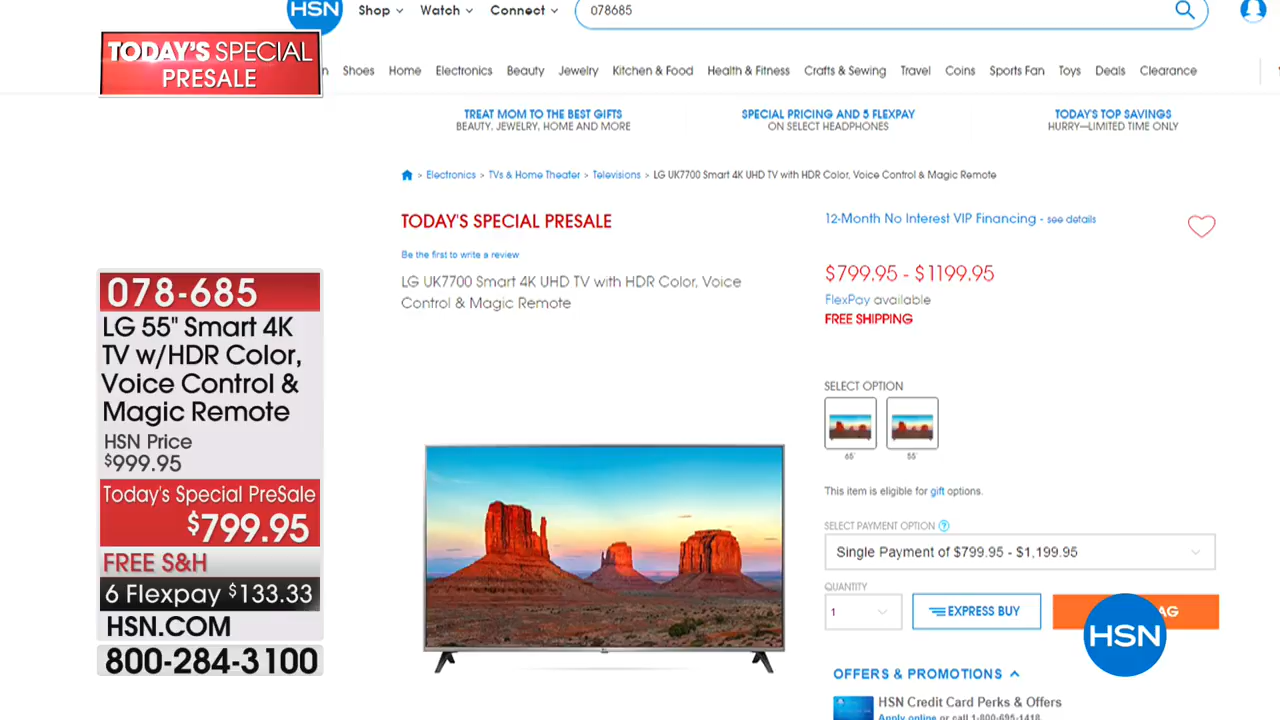 HSN
Shop
Watch
Connect
078685
TODAY'S SPECIAL
PRESALE
Shoes
Home
Electronics
Beauty
Jewelry
Kitchen & Food
Health & Fitness
Crafts & Sewing
Travel
Coins
Sports Fan
Toys
Deals
Clearance
TREAT MOM TO THE BEST GIFTS
BEAUTY, JEWELRY, HOME AND MORE
SPECIAL PRICING AND 5 FLEXPAY
ON SELECT HEADPHONES
TODAY'S TOP SAVINGS
HURRY—LIMITED TIME ONLY
> Electronics > TVs & Home Theater > Televisions > LG UK7700 Smart 4K UHD TV with HDR Color, Voice Control & Magic Remote
TODAY'S SPECIAL PRESALE
Be the first to write a review
LG UK7700 Smart 4K UHD TV with HDR Color, Voice
Control & Magic Remote
12-Month No Interest VIP Financing - see details
$799.95 - $1199.95
FlexPay available
FREE SHIPPING
SELECT OPTION
65"
55"
This item is eligible for gift options.
SELECT PAYMENT OPTION ?
Single Payment of $799.95 - $1,199.95
QUANTITY
1
EXPRESS BUY
AG
HSN
OFFERS & PROMOTIONS
HSN Credit Card Perks & Offers
Apply online or call 1-800-695-1418
078-685
LG 55" Smart 4K
TV w/HDR Color,
Voice Control &
Magic Remote
HSN Price
$999.95
Today's Special PreSale
$799.95
FREE S&H
6 Flexpay $133.33
HSN.COM
800-284-3100